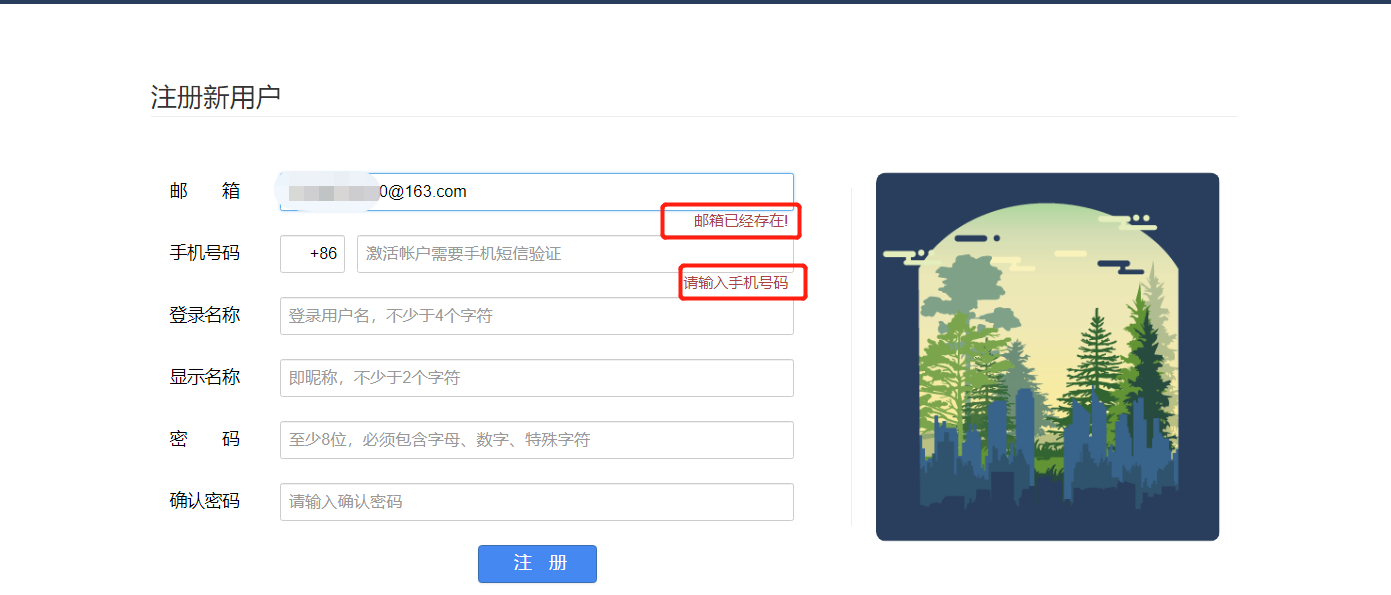 注册新用户
邮 箱 0@163.com
邮箱已经存在!
手机号码 +86 激活帐户需要手机短信验证
请输入手机号码
登录名称 登录用户名，不少于4个字符
显示名称 即昵称，不少于2个字符
密 码 至少8位，必须包含字母、数字、特殊字符
确认密码 请输入确认密码
注 册